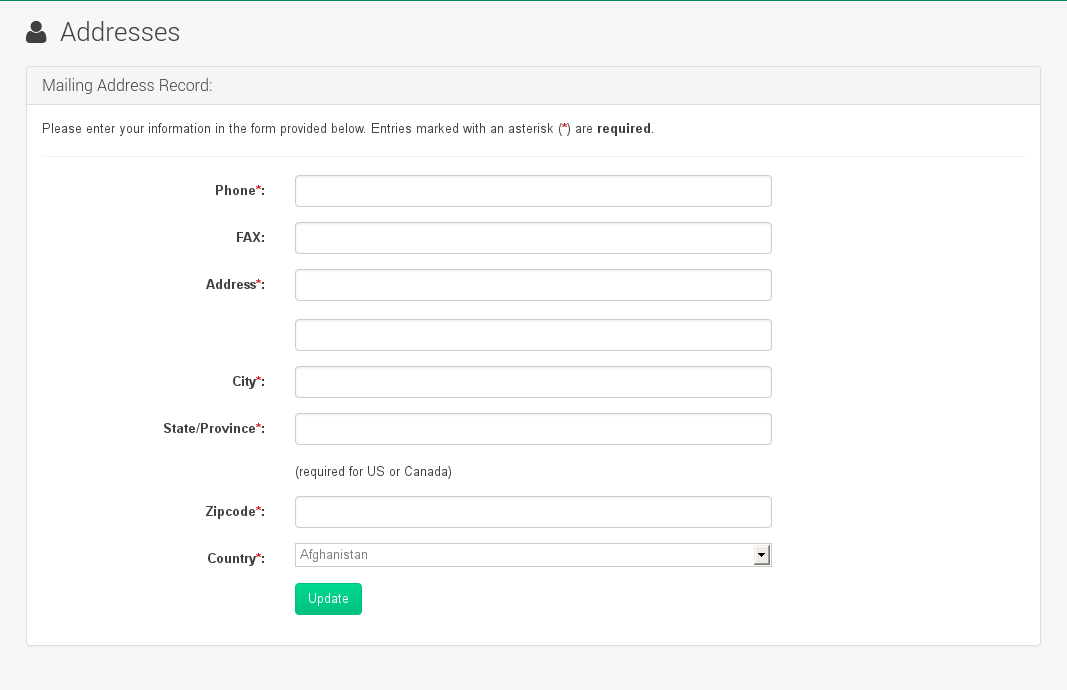 Addresses
Mailing Address Record:
Please enter your information in the form provided below. Entries marked with an asterisk (*) are required.
Phone*:
FAX:
Address*:
City*:
State/Province*:
(required for US or Canada)
Zipcode*:
Country*: Afghanistan
Update